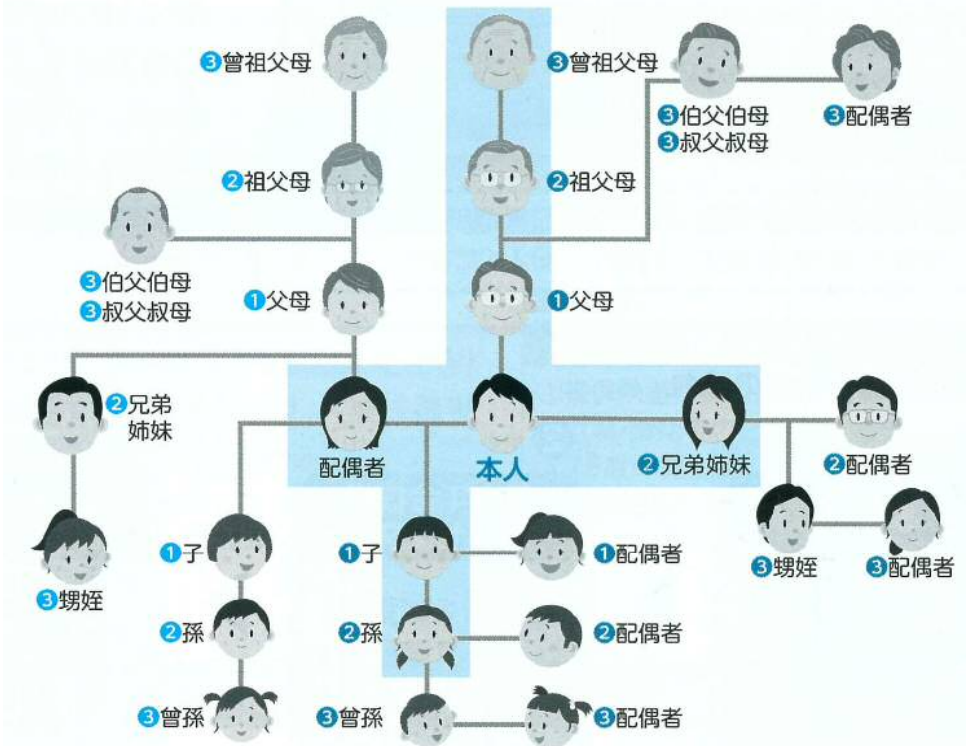 ❸曾祖父母
❸曾祖父母
❸伯父伯母
❸叔父叔母
❸配偶者
❷祖父母
❷祖父母
❸伯父伯母
❸叔父叔母
❶父母
❶父母
❷兄弟
姉妹
配偶者
本人
❷兄弟姉妹
❷配偶者
❸甥姪
❶子
❶子
❶配偶者
❸甥姪
❸配偶者
❷孫
❷孫
❷配偶者
❸曾孫
❸曾孫
❸配偶者